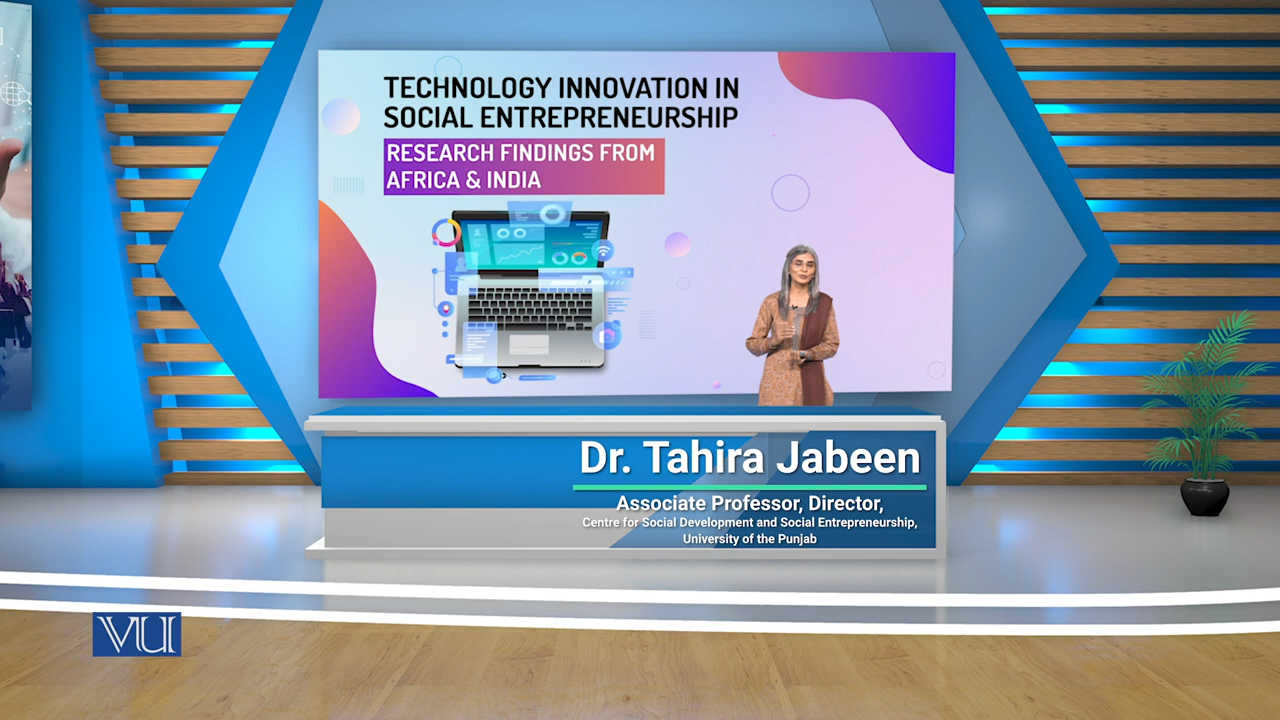 TECHNOLOGY INNOVATION IN
SOCIAL ENTREPRENEURSHIP
RESEARCH FINDINGS FROM
AFRICA & INDIA
Dr. Tahira Jabeen
Associate Professor, Director,
Centre for Social Development and Social Entrepreneurship,
University of the Punjab
VU